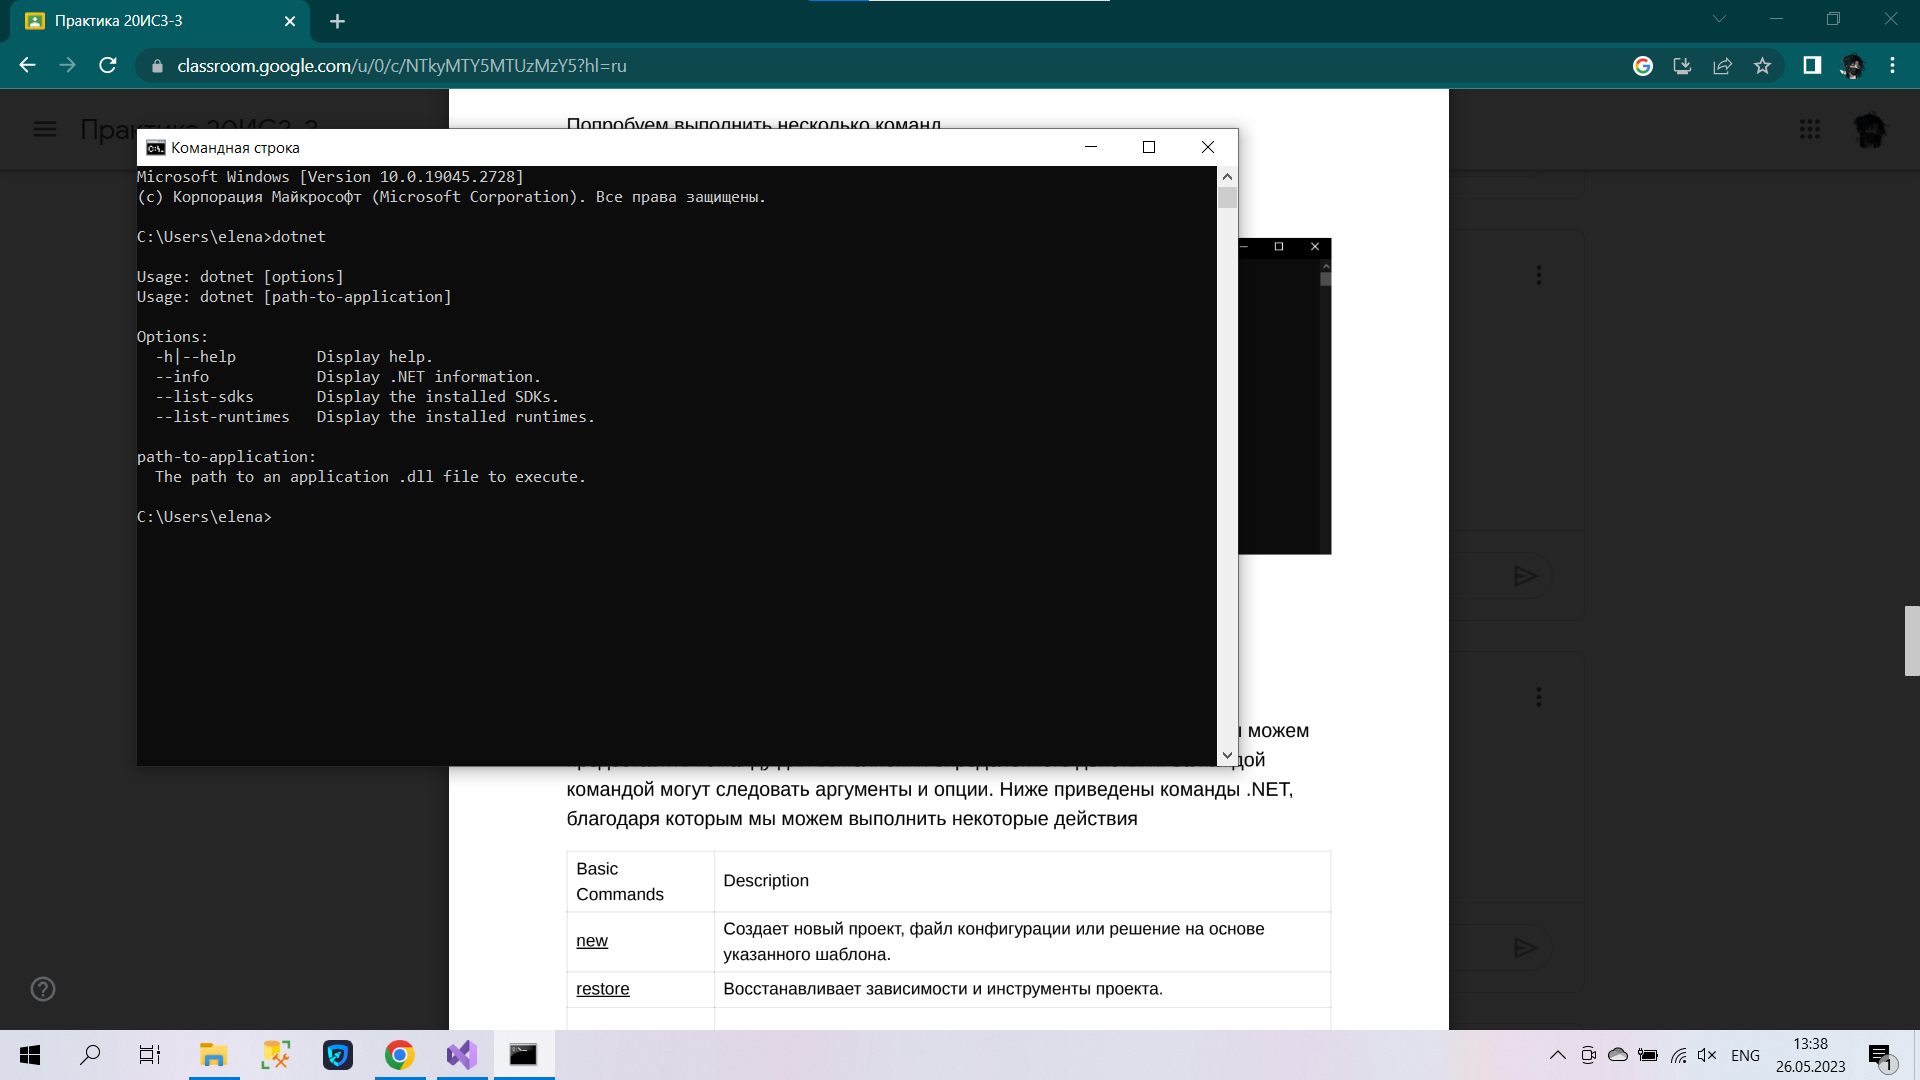 Практика 20ИС3-3
classroom.google.com/u/0/c/NTkyMTY5MTUzMzY5?hl=ru
Практика 20ИС3-3
Попробуем выполнить несколько команд
Командная строка
Microsoft Windows [Version 10.0.19045.2728]
(c) Корпорация Майкрософт (Microsoft Corporation). Все права защищены.
C:\Users\elena>dotnet
Usage: dotnet [options]
Usage: dotnet [path-to-application]
Options:
-h|--help Display help.
--info Display .NET information.
--list-sdks Display the installed SDKs.
--list-runtimes Display the installed runtimes.
path-to-application:
The path to an application .dll file to execute.
C:\Users\elena>
можем
командой могут следовать аргументы и опции. Ниже приведены команды .NET,
благодаря которым мы можем выполнить некоторые действия
Basic
Commands
Description
new
Создает новый проект, файл конфигурации или решение на основе
указанного шаблона.
restore
Восстанавливает зависимости и инструменты проекта.
ENG
13:38
26.05.2023
1